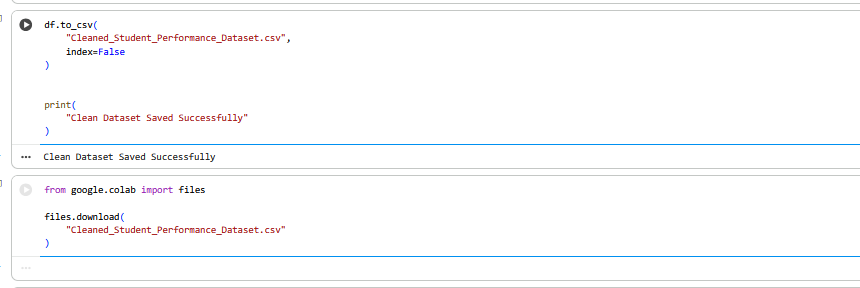 df.to_csv(
    "Cleaned_Student_Performance_Dataset.csv",
    index=False
)
print(
    "Clean Dataset Saved Successfully"
)
Clean Dataset Saved Successfully
from google.colab import files
files.download(
    "Cleaned_Student_Performance_Dataset.csv"
)